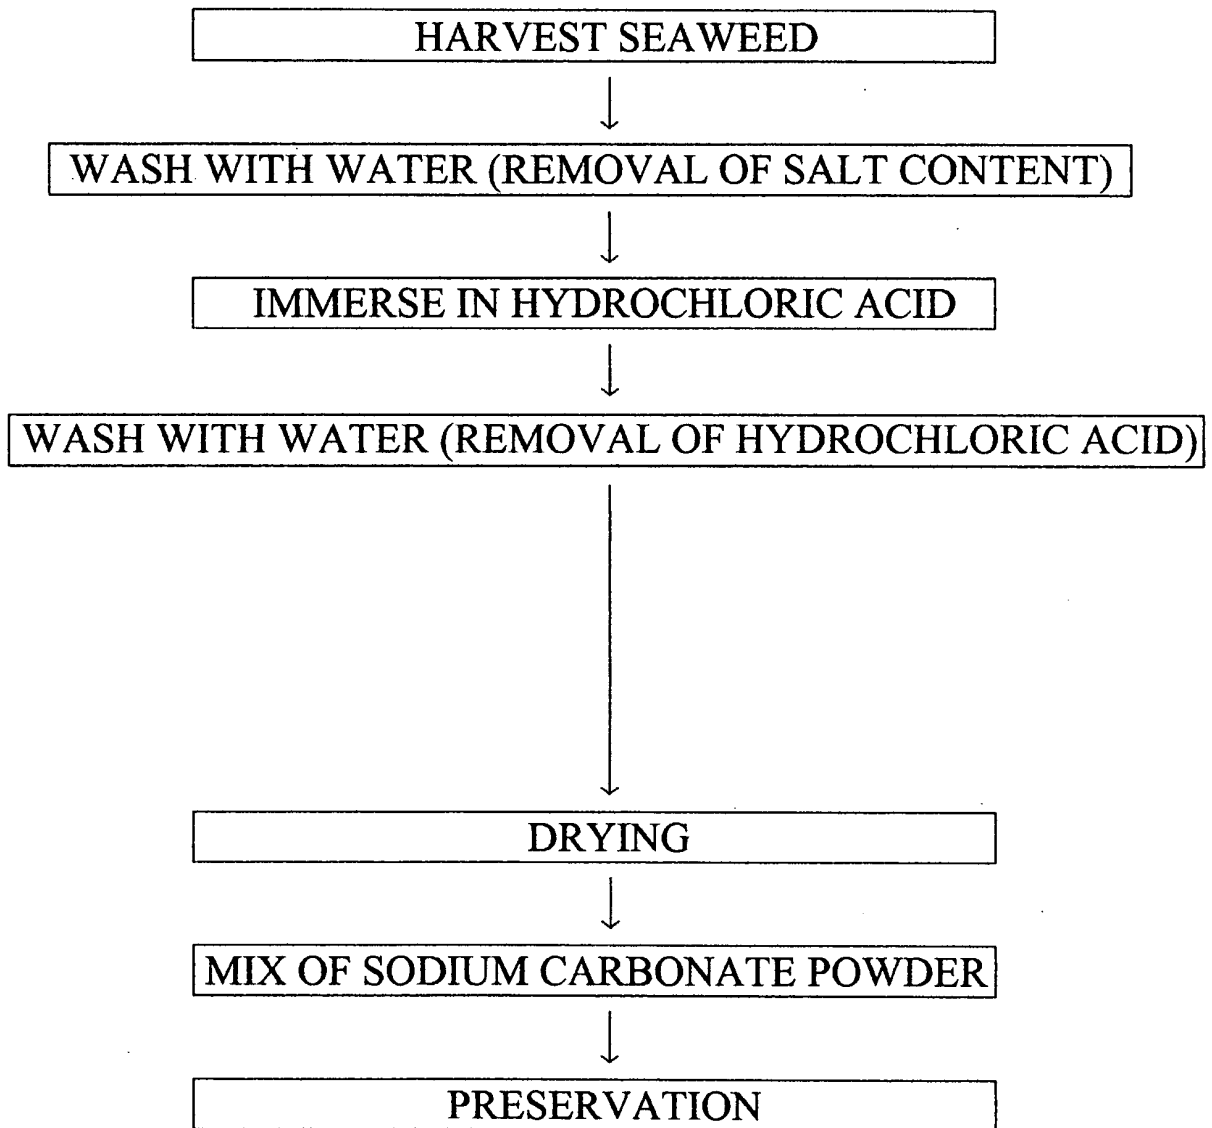 HARVEST SEAWEED
WASH WITH WATER (REMOVAL OF SALT CONTENT)
IMMERSE IN HYDROCHLORIC ACID
WASH WITH WATER (REMOVAL OF HYDROCHLORIC ACID)
DRYING
MIX OF SODIUM CARBONATE POWDER
PRESERVATION